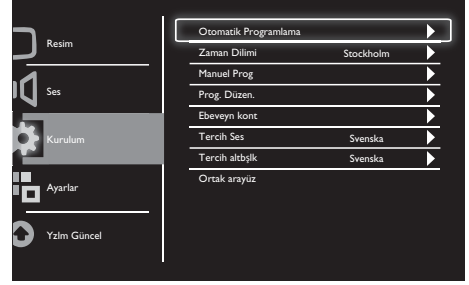 Resim
Ses
Kurulum
Ayarlar
Yzlm Güncel
Otomatik Programlama
Zaman Dilimi Stockholm
Manuel Prog
Prog. Düzen.
Ebeveyn kont
Tercih Ses Svenska
Tercih altbşlk Svenska
Ortak arayüz